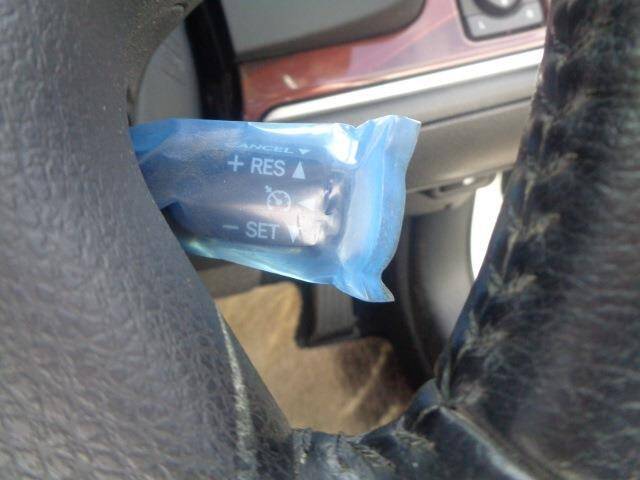 CANCEL ▼
+ RES ▲
− SET ▼